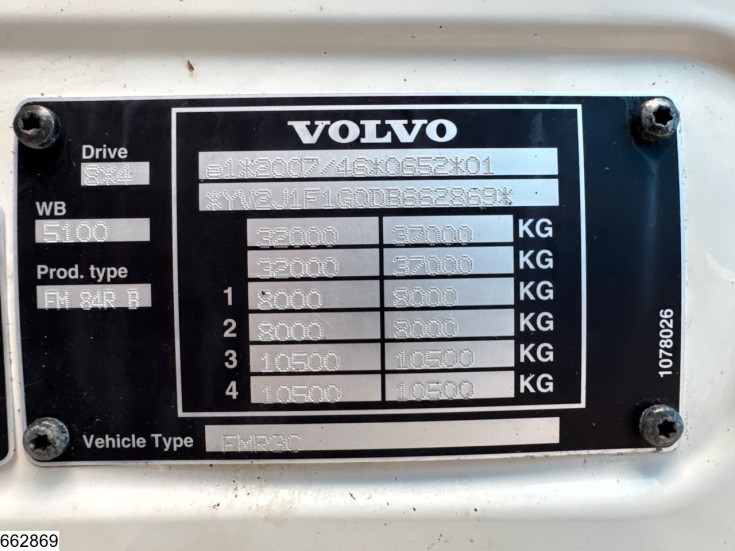 VOLVO
Drive
8*4
e1*2007/46*0652*01
*YV2J1F1G0DB662869*
WB
5100
32000 37000 KG
32000 37000 KG
Prod. type
FM 84R B
1 8000 8000 KG
2 8000 8000 KG
3 10500 10500 KG
4 10500 10500 KG
1078026
Vehicle Type FMR3C
662869